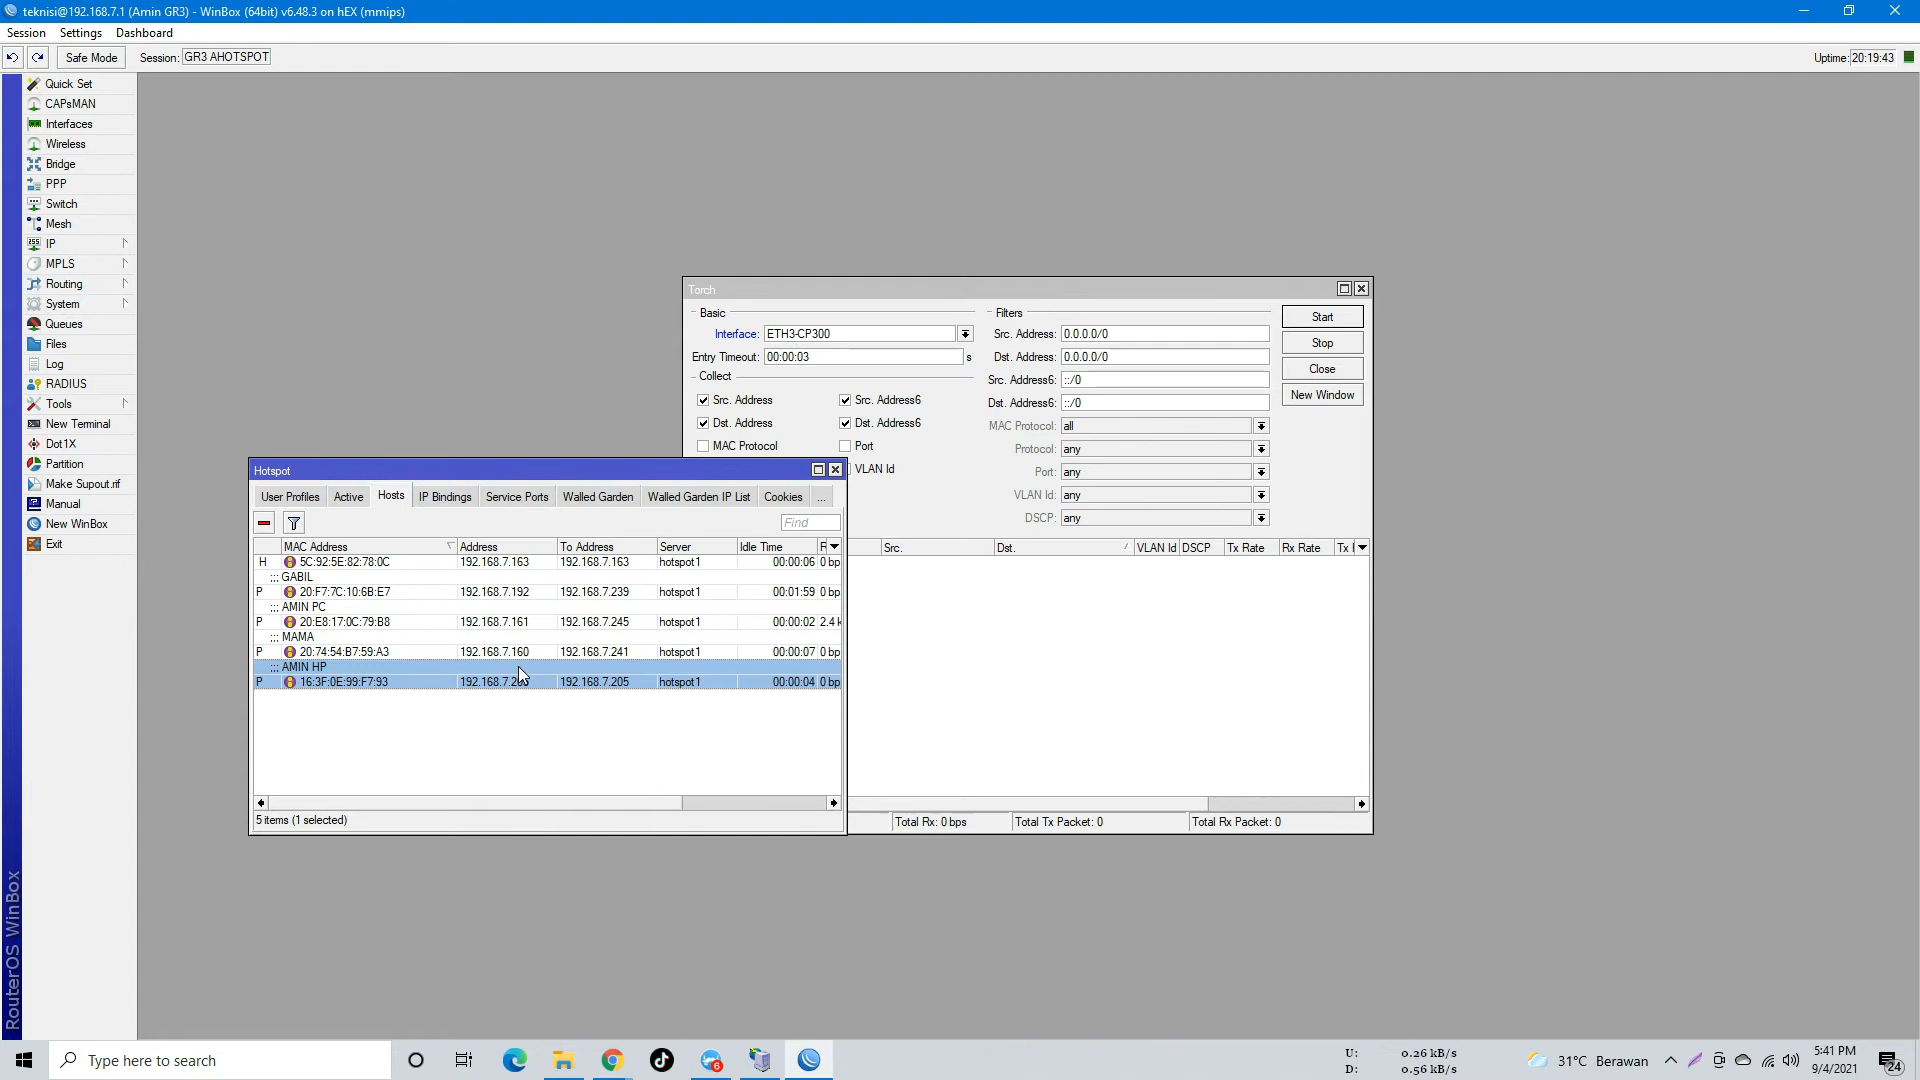 teknisi@192.168.7.1 (Amin GR3) - WinBox (64bit) v6.48.3 on hEX (mmips)
Session Settings Dashboard
Safe Mode Session: GR3 AHOTSPOT Uptime: 20:19:43
Quick Set
CAPsMAN
Interfaces
Wireless
Bridge
PPP
Switch
Mesh
IP
MPLS
Routing
System
Queues
Files
Log
RADIUS
Tools
New Terminal
Dot1X
Partition
Make Supout.rif
Manual
New WinBox
Exit
RouterOS WinBox
Torch
Basic
Interface: ETH3-CP300
Entry Timeout: 00:00:03 s
Collect
Src. Address Src. Address6
Dst. Address Dst. Address6
MAC Protocol Port
VLAN Id
Filters
Src. Address: 0.0.0.0/0
Dst. Address: 0.0.0.0/0
Src. Address6: ::/0
Dst. Address6: ::/0
MAC Protocol: all
Protocol: any
Port: any
VLAN Id: any
DSCP: any
Start
Stop
Close
New Window
Src. Dst. VLAN Id DSCP Tx Rate Rx Rate
Total Rx: 0 bps Total Tx Packet: 0 Total Rx Packet: 0
Hotspot
User Profiles Active Hosts IP Bindings Service Ports Walled Garden Walled Garden IP List Cookies ...
Find
MAC Address Address To Address Server Idle Time
H 5C:92:5E:82:78:0C 192.168.7.163 192.168.7.163 hotspot1 00:00:06 0 bp
;;; GABIL
P 20:F7:7C:10:6B:E7 192.168.7.192 192.168.7.239 hotspot1 00:01:59 0 bp
;;; AMIN PC
P 20:E8:17:0C:79:B8 192.168.7.161 192.168.7.245 hotspot1 00:00:02 2.4 k
;;; MAMA
P 20:74:54:B7:59:A3 192.168.7.160 192.168.7.241 hotspot1 00:00:07 0 bp
;;; AMIN HP
P 16:3F:0E:99:F7:93 192.168.7.205 hotspot1 00:00:04 0 bp
5 items (1 selected)
Type here to search
6
U: 0.26 kB/s
D: 0.56 kB/s
31°C Berawan
5:41 PM
9/4/2021
24